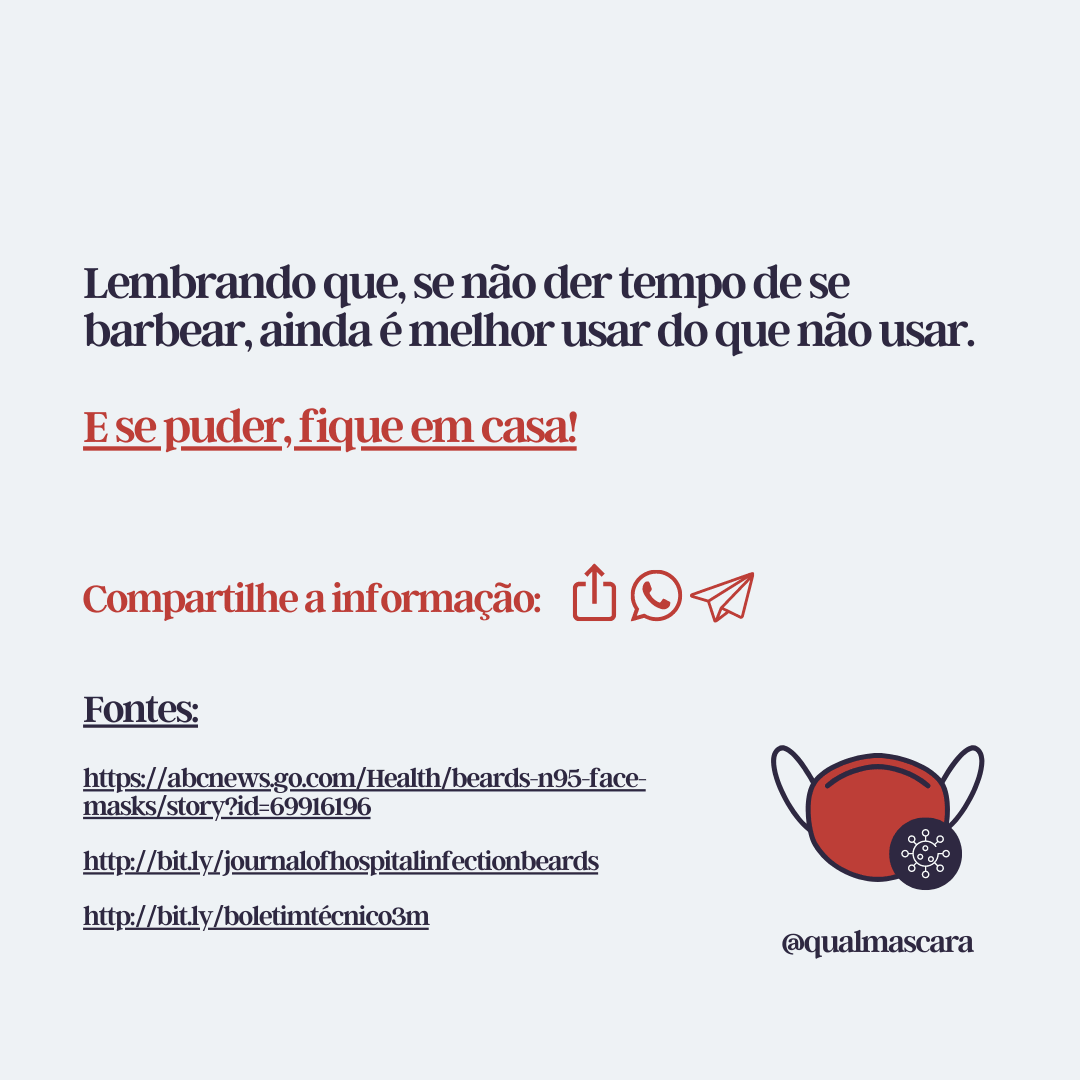 Lembrando que, se não der tempo de se
barbear, ainda é melhor usar do que não usar.
E se puder, fique em casa!
Compartilhe a informação:
Fontes:
https://abcnews.go.com/Health/beards-n95-face-
masks/story?id=69916196
http://bit.ly/journalofhospitalinfectionbeards
http://bit.ly/boletimtécnico3m
@qualmascara